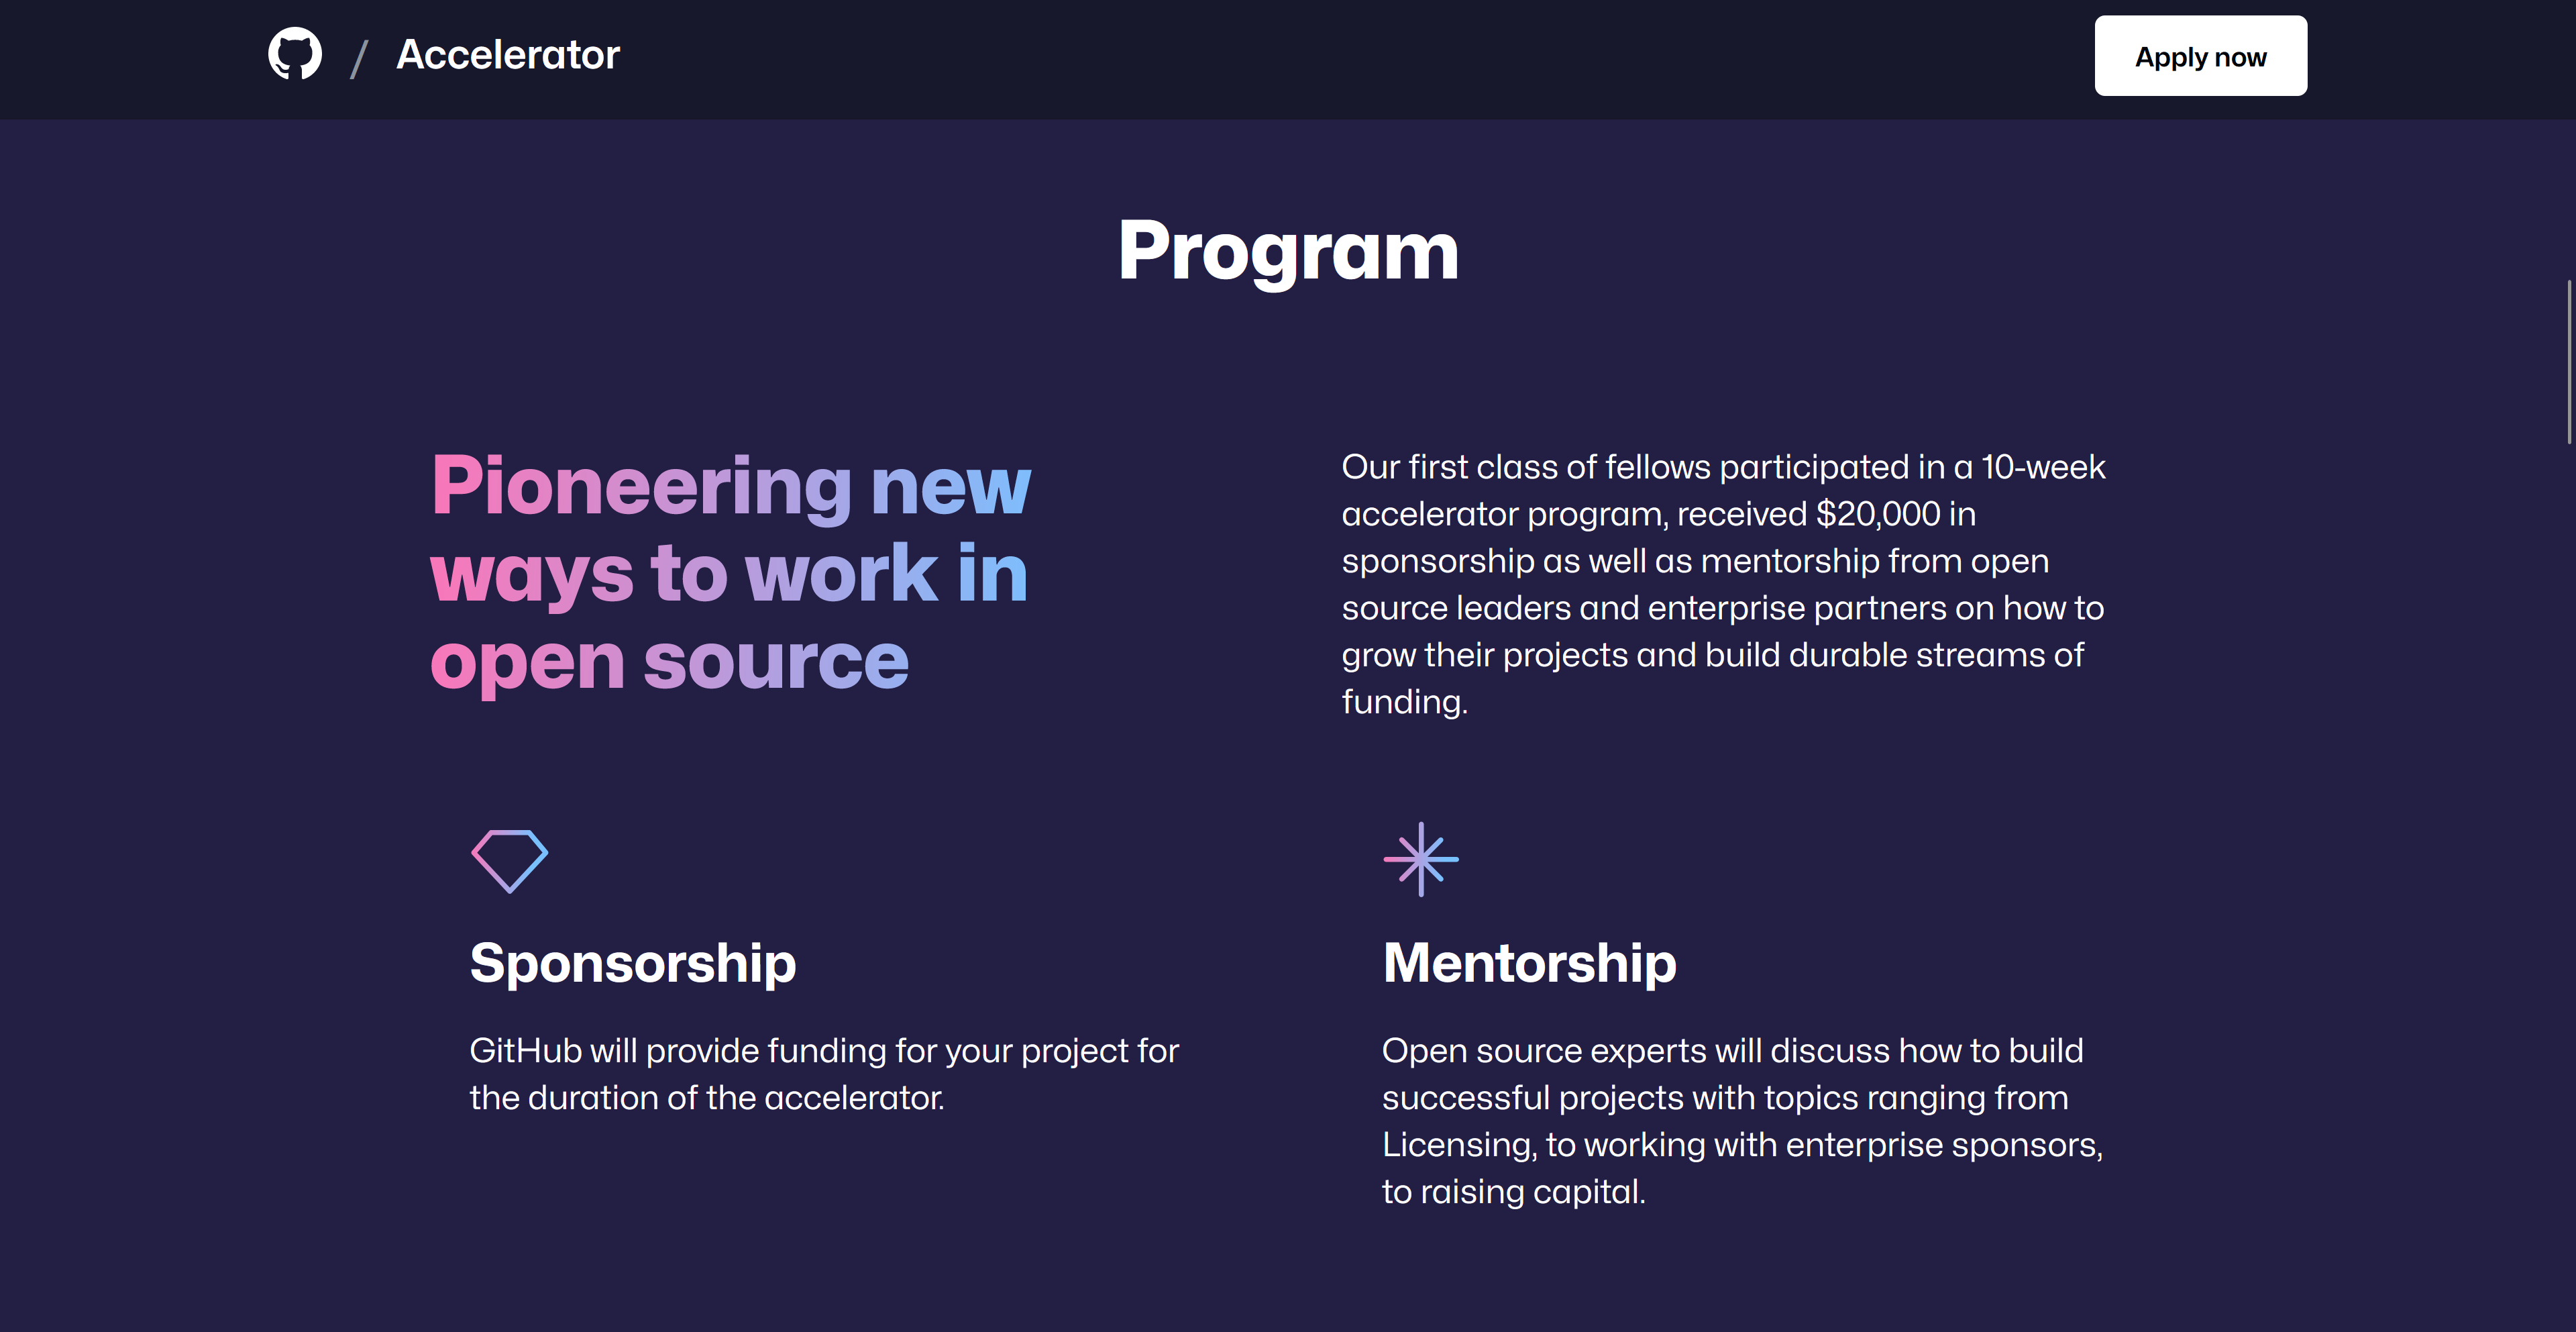 / Accelerator
Apply now
Program
Pioneering new
ways to work in
open source
Our first class of fellows participated in a 10-week
accelerator program, received $20,000 in
sponsorship as well as mentorship from open
source leaders and enterprise partners on how to
grow their projects and build durable streams of
funding.
Sponsorship
GitHub will provide funding for your project for
the duration of the accelerator.
Mentorship
Open source experts will discuss how to build
successful projects with topics ranging from
Licensing, to working with enterprise sponsors,
to raising capital.